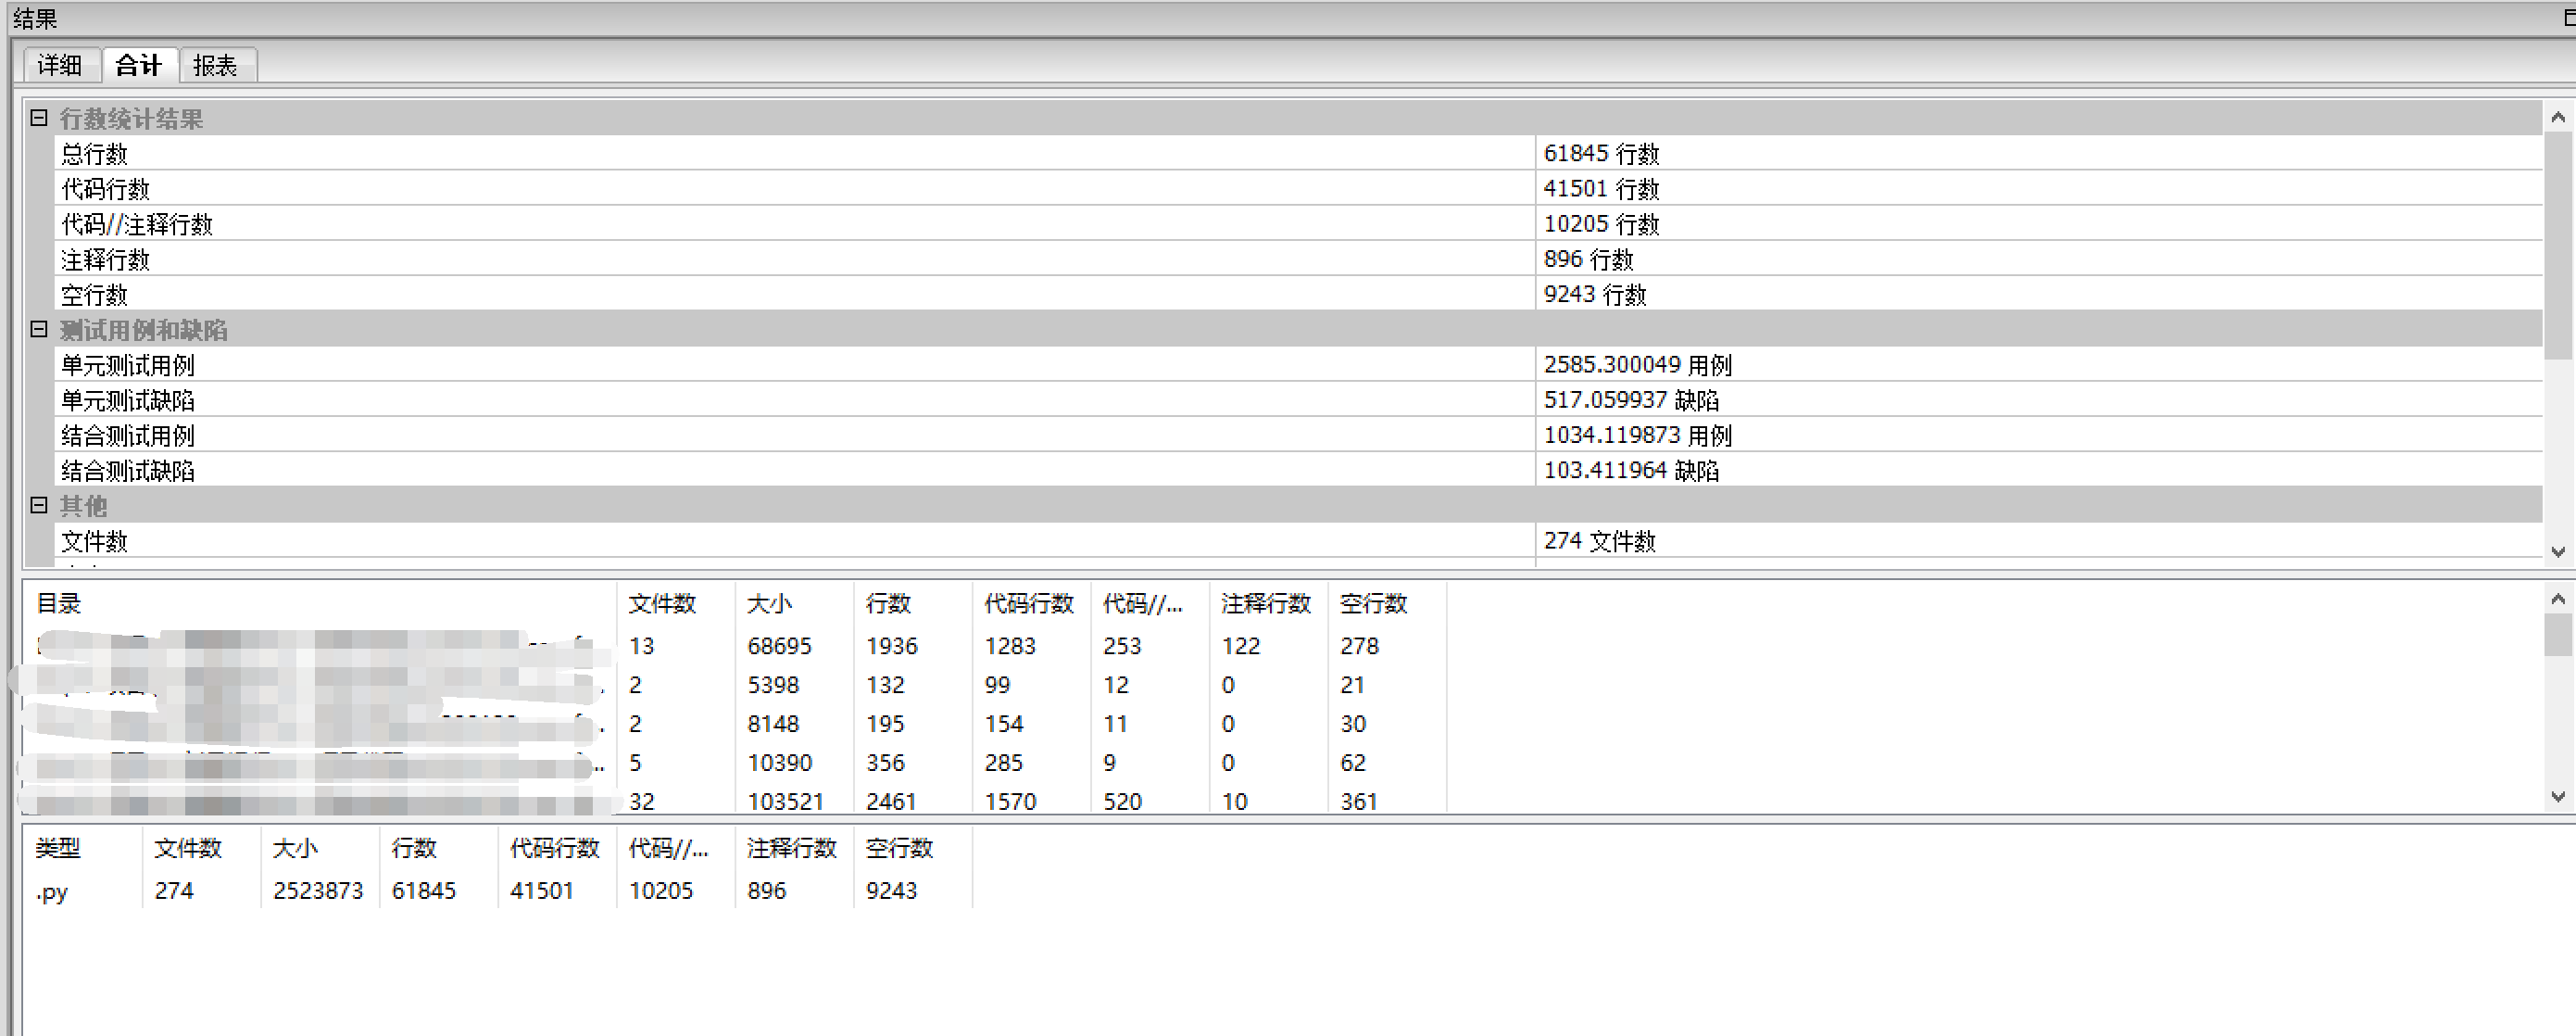 结果
详细 合计 报表
行数统计结果
总行数 61845 行数
代码行数 41501 行数
代码//注释行数 10205 行数
注释行数 896 行数
空行数 9243 行数
测试用例和缺陷
单元测试用例 2585.300049 用例
单元测试缺陷 517.059937 缺陷
结合测试用例 1034.119873 用例
结合测试缺陷 103.411964 缺陷
其他
文件数 274 文件数
目录 文件数 大小 行数 代码行数 代码//... 注释行数 空行数
13 68695 1936 1283 253 122 278
2 5398 132 99 12 0 21
2 8148 195 154 11 0 30
5 10390 356 285 9 0 62
32 103521 2461 1570 520 10 361
类型 文件数 大小 行数 代码行数 代码//... 注释行数 空行数
.py 274 2523873 61845 41501 10205 896 9243